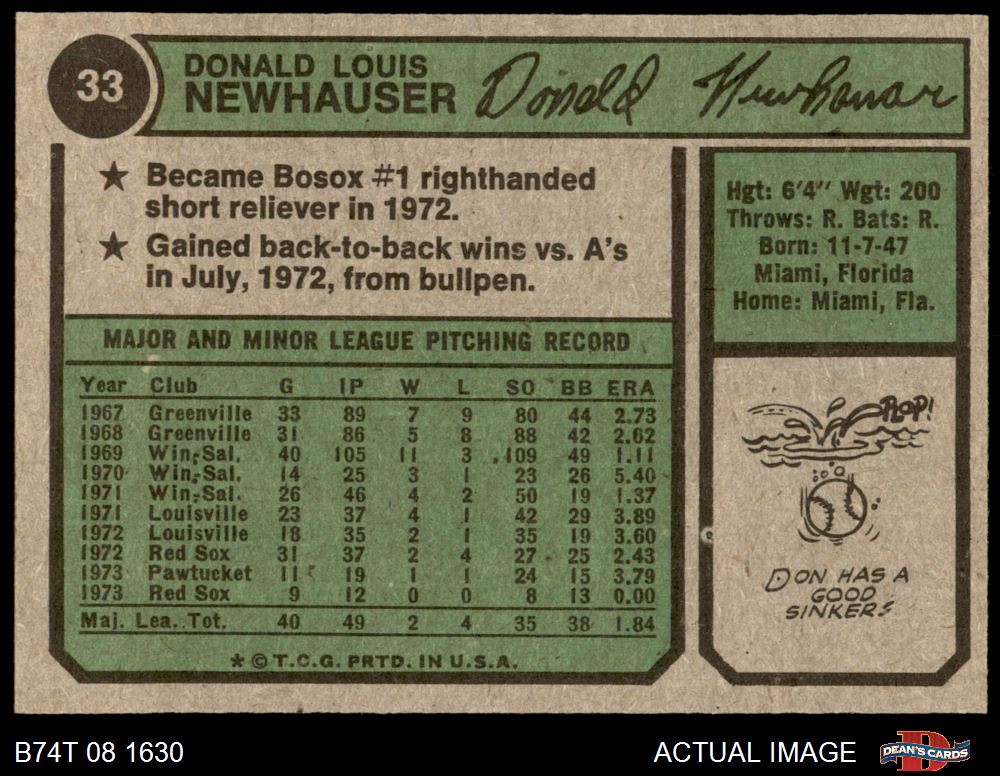 33
DONALD LOUIS
NEWHAUSER
Donald Newhauser
★ Became Bosox #1 righthanded
short reliever in 1972.
★ Gained back-to-back wins vs. A's
in July, 1972, from bullpen.
MAJOR AND MINOR LEAGUE PITCHING RECORD
Year Club G IP W L SO BB ERA
1967 Greenville 33 89 7 9 80 44 2.73
1968 Greenville 31 86 5 8 88 42 2.62
1969 Win.-Sal. 40 105 11 3 109 49 1.11
1970 Win.-Sal. 14 25 3 1 23 26 5.40
1971 Win.-Sal. 26 46 4 2 50 19 1.37
1971 Louisville 23 37 4 1 42 29 3.89
1972 Louisville 18 35 2 1 35 19 3.60
1972 Red Sox 31 37 2 4 27 25 2.43
1973 Pawtucket 11 19 1 1 24 15 3.79
1973 Red Sox 9 12 0 0 8 13 0.00
Maj. Lea. Tot. 40 49 2 4 35 38 1.84
* © T.C.G. PRTD. IN U.S.A.
Hgt: 6'4" Wgt: 200
Throws: R. Bats: R.
Born: 11-7-47
Miami, Florida
Home: Miami, Fla.
PLOP!
DON HAS A
GOOD
SINKER.
B74T 08 1630
ACTUAL IMAGE
DEAN'S CARDS